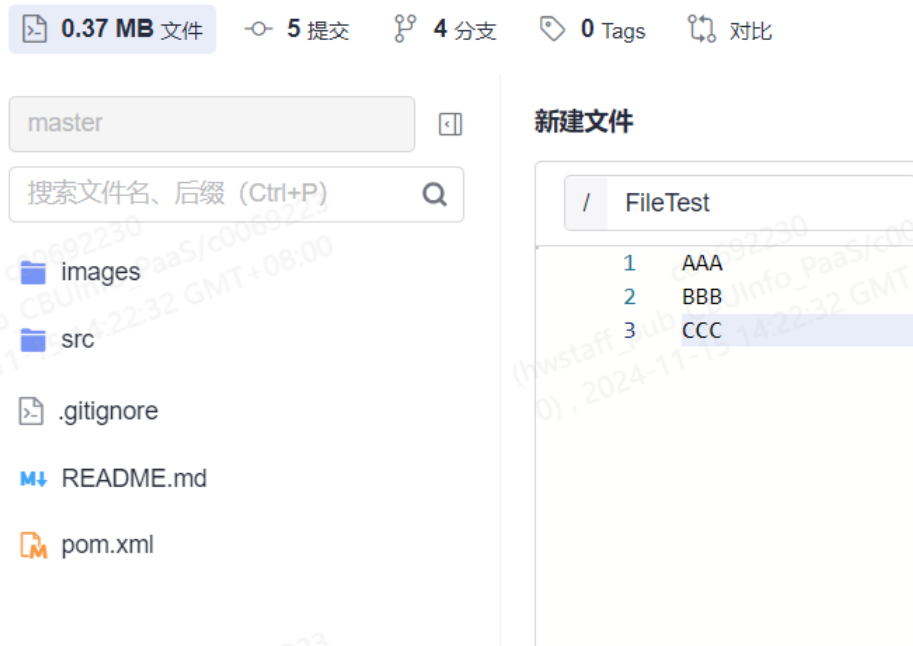 0.37 MB 文件 5 提交 4 分支 0 Tags 对比
master
搜索文件名、后缀（Ctrl+P）
images
src
.gitignore
README.md
pom.xml
新建文件
/ FileTest
1 AAA
2 BBB
3 CCC